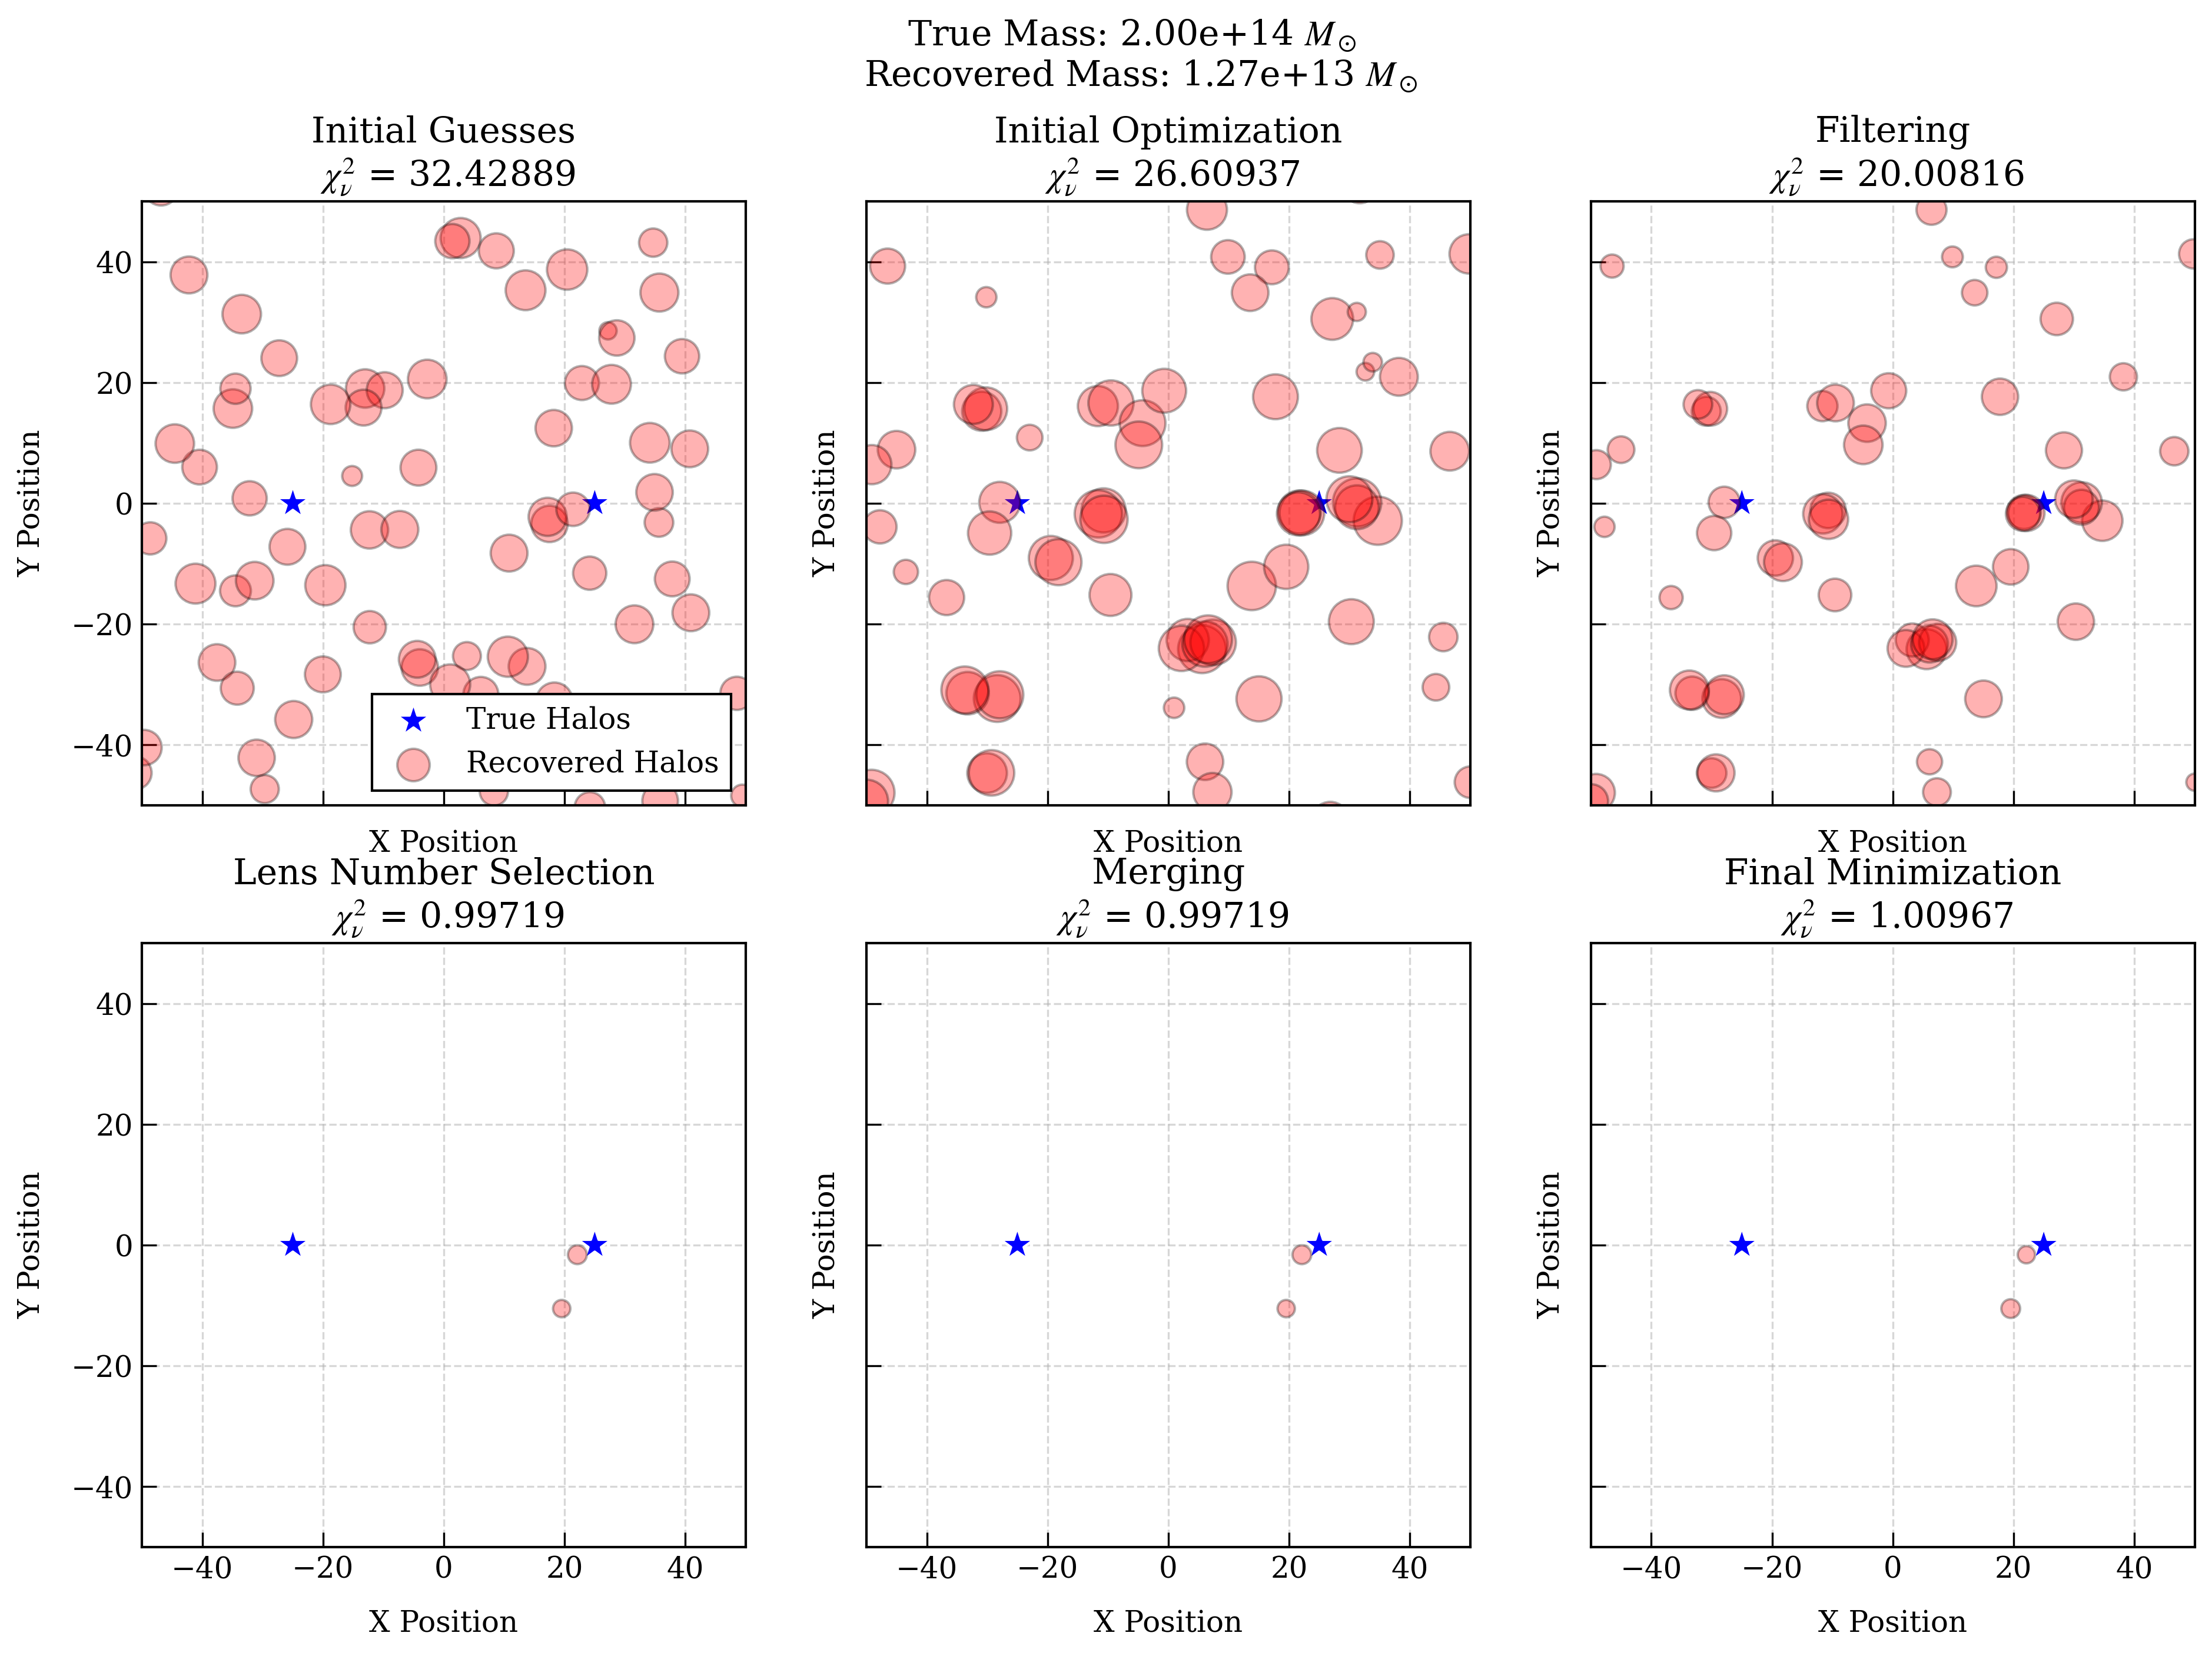 True Mass: 2.00e+14 M⊙
Recovered Mass: 1.27e+13 M⊙
Initial Guesses
χ²ν = 32.42889
Initial Optimization
χ²ν = 26.60937
Filtering
χ²ν = 20.00816
Y Position
40
20
0
−20
−40
True Halos
Recovered Halos
X Position
Y Position
X Position
Y Position
X Position
Lens Number Selection
χ²ν = 0.99719
Merging
χ²ν = 0.99719
Final Minimization
χ²ν = 1.00967
Y Position
40
20
0
−20
−40
−40 −20 0 20 40
X Position
Y Position
−40 −20 0 20 40
X Position
Y Position
−40 −20 0 20 40
X Position